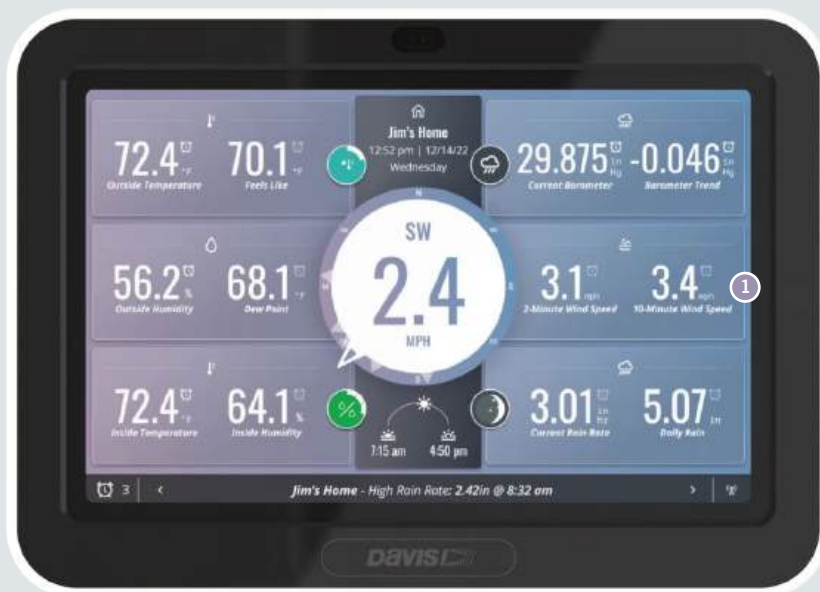 Jim's Home
12:52 pm | 12/14/22
Wednesday
72.4 °F 70.1 °F
Outside Temperature Feels Like
29.875 In Hg -0.046 In Hg
Current Barometer Barometer Trend
N
SW
2.4
MPH
S
56.2 % 68.1 °F
Outside Humidity Dew Point
3.1 mph 3.4 mph 1
2-Minute Wind Speed 10-Minute Wind Speed
72.4 °F 64.1 %
Inside Temperature Inside Humidity
%
7:15 am 4:50 pm
3.01 5.07 In
Current Rain Rate Daily Rain
3 < Jim's Home - High Rain Rate: 2.42in @ 8:32 am >
DAVIS